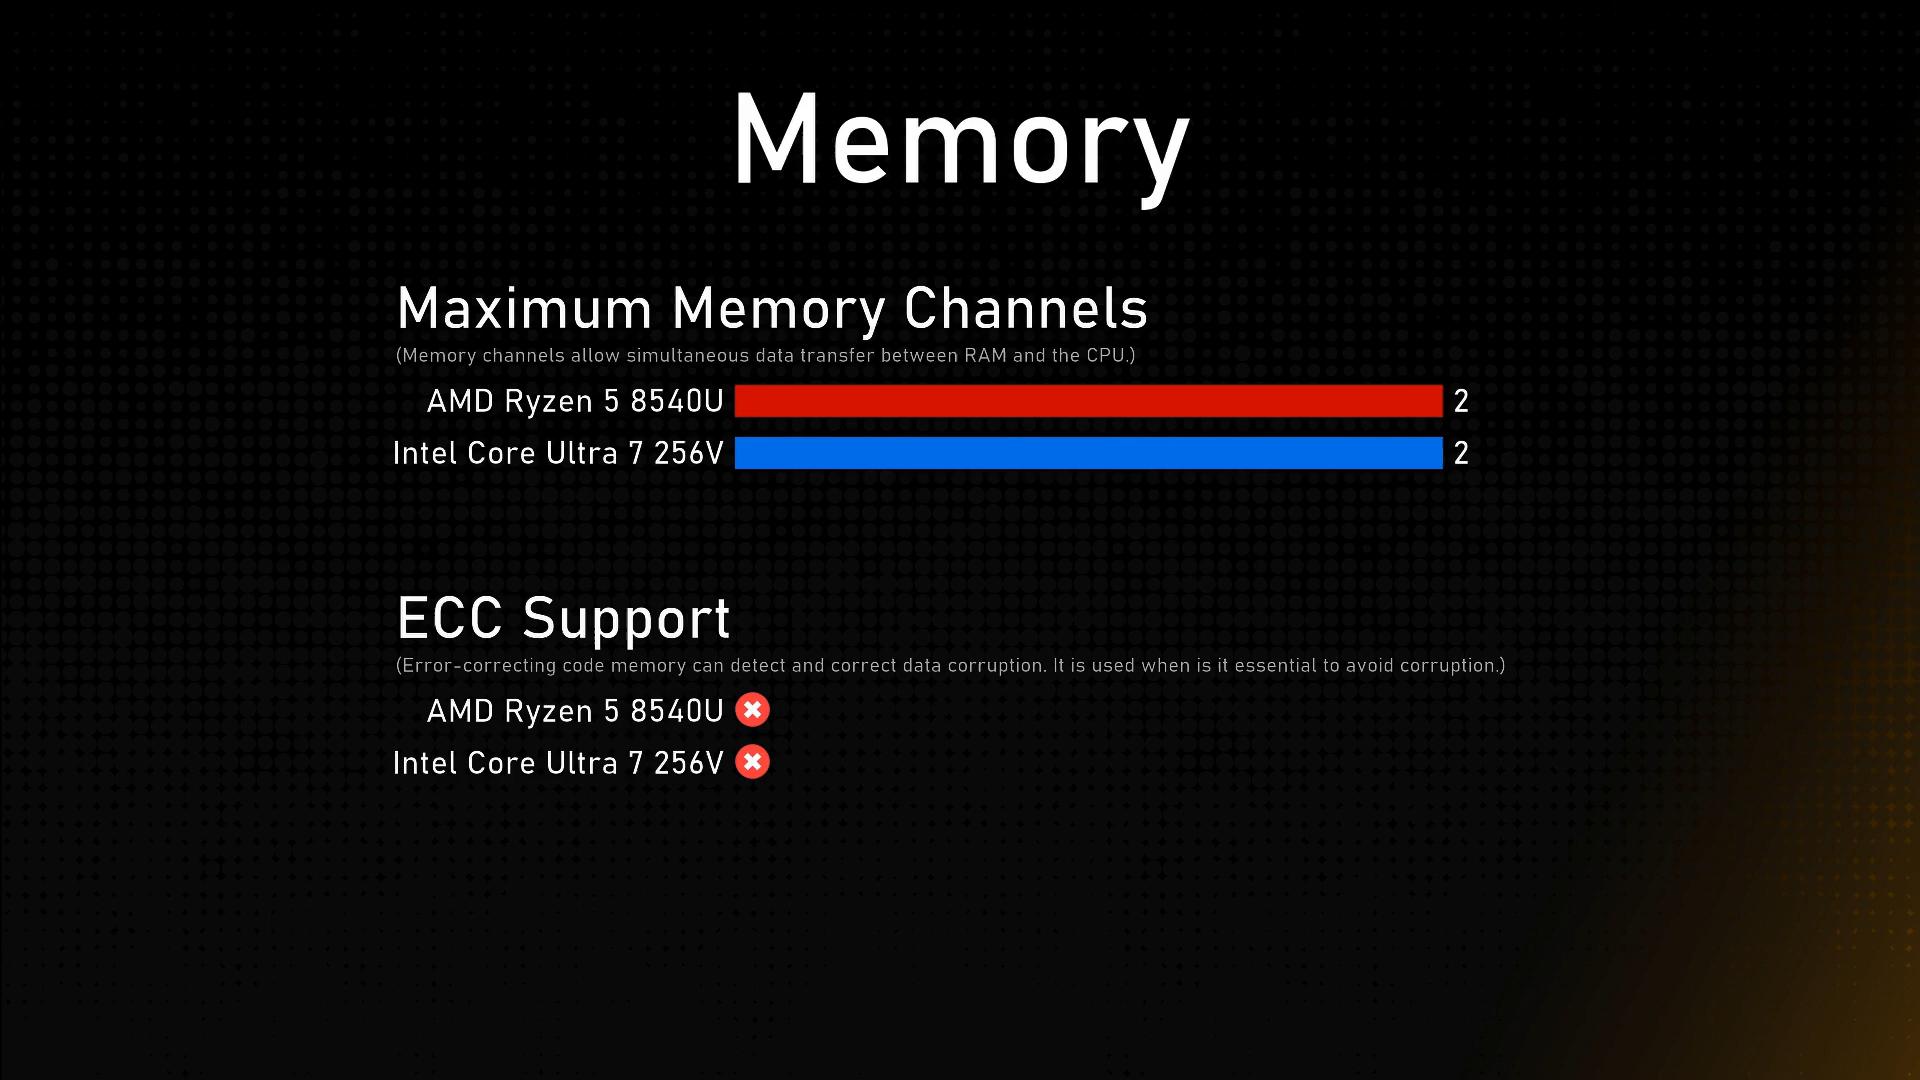 Memory
Maximum Memory Channels
(Memory channels allow simultaneous data transfer between RAM and the CPU.)
AMD Ryzen 5 8540U 2
Intel Core Ultra 7 256V 2
ECC Support
(Error-correcting code memory can detect and correct data corruption. It is used when is it essential to avoid corruption.)
AMD Ryzen 5 8540U
Intel Core Ultra 7 256V